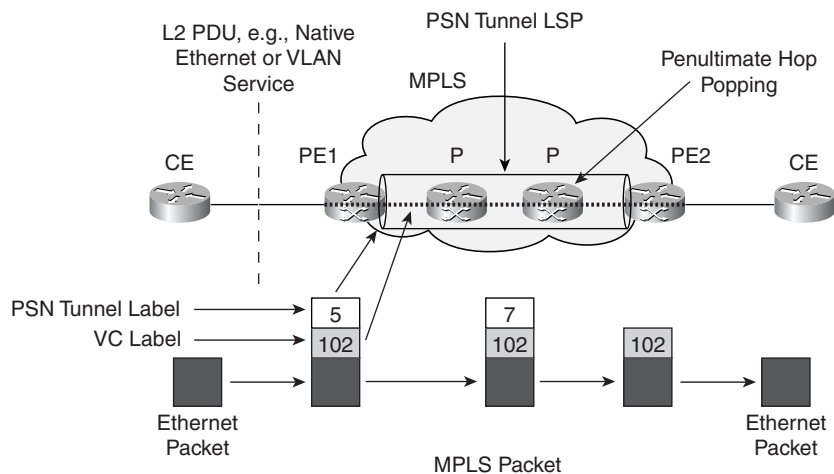 L2 PDU, e.g., Native
Ethernet or VLAN
Service
PSN Tunnel LSP
MPLS
Penultimate Hop
Popping
CE
PE1
P
P
PE2
CE
PSN Tunnel Label
5
7
VC Label
102
102
102
Ethernet
Packet
Ethernet
Packet
MPLS Packet